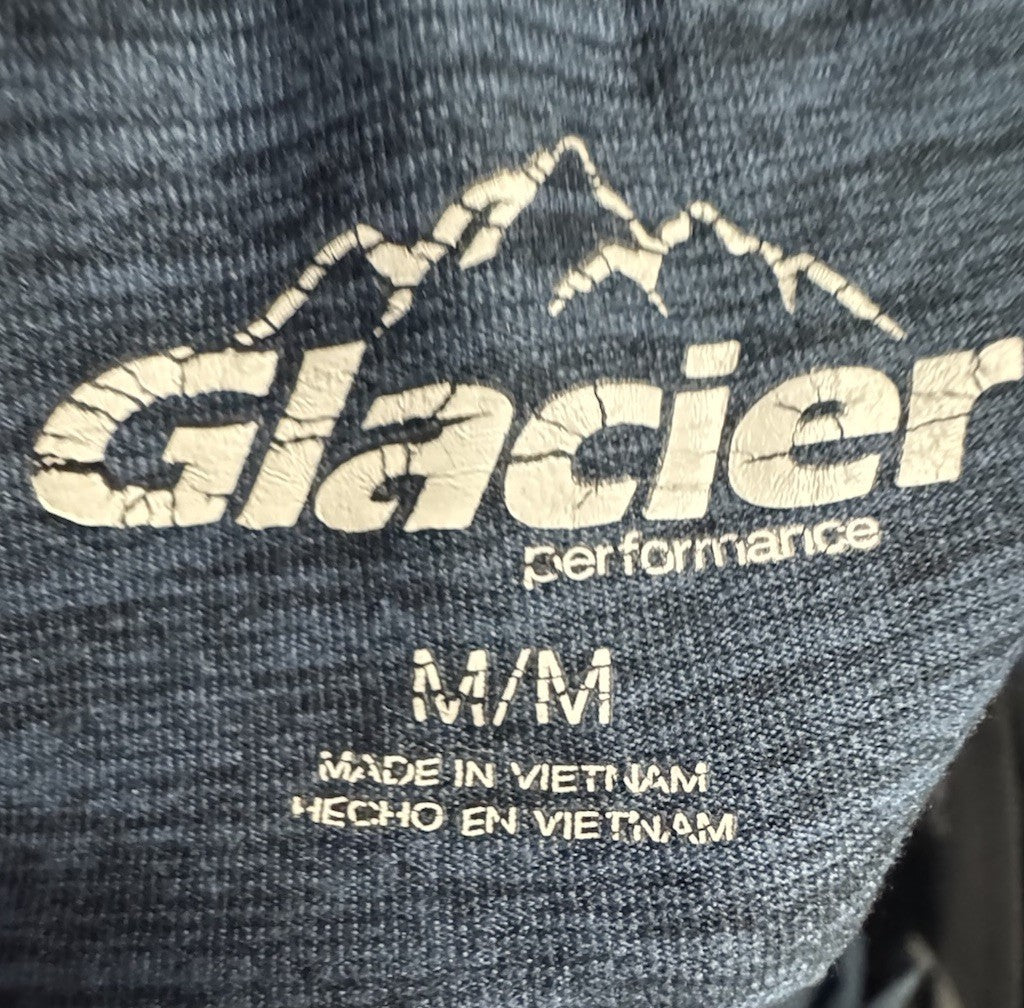 Glacier
performance
M/M
MADE IN VIETNAM
HECHO EN VIETNAM